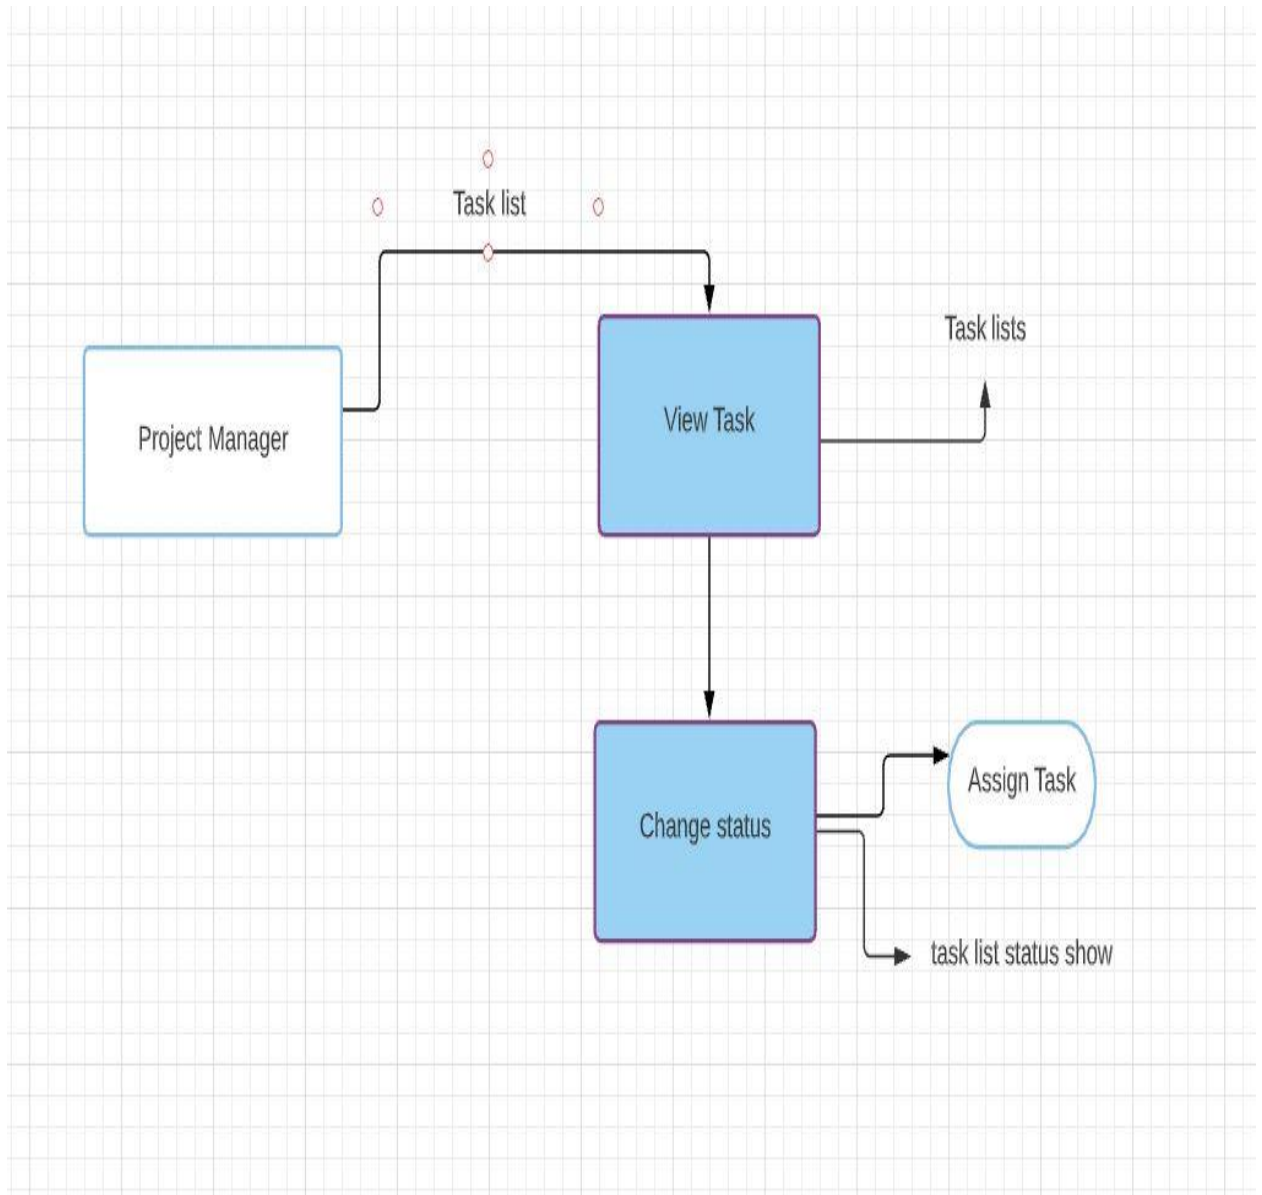 Task list
Task lists
Project Manager
View Task
Change status
Assign Task
task list status show